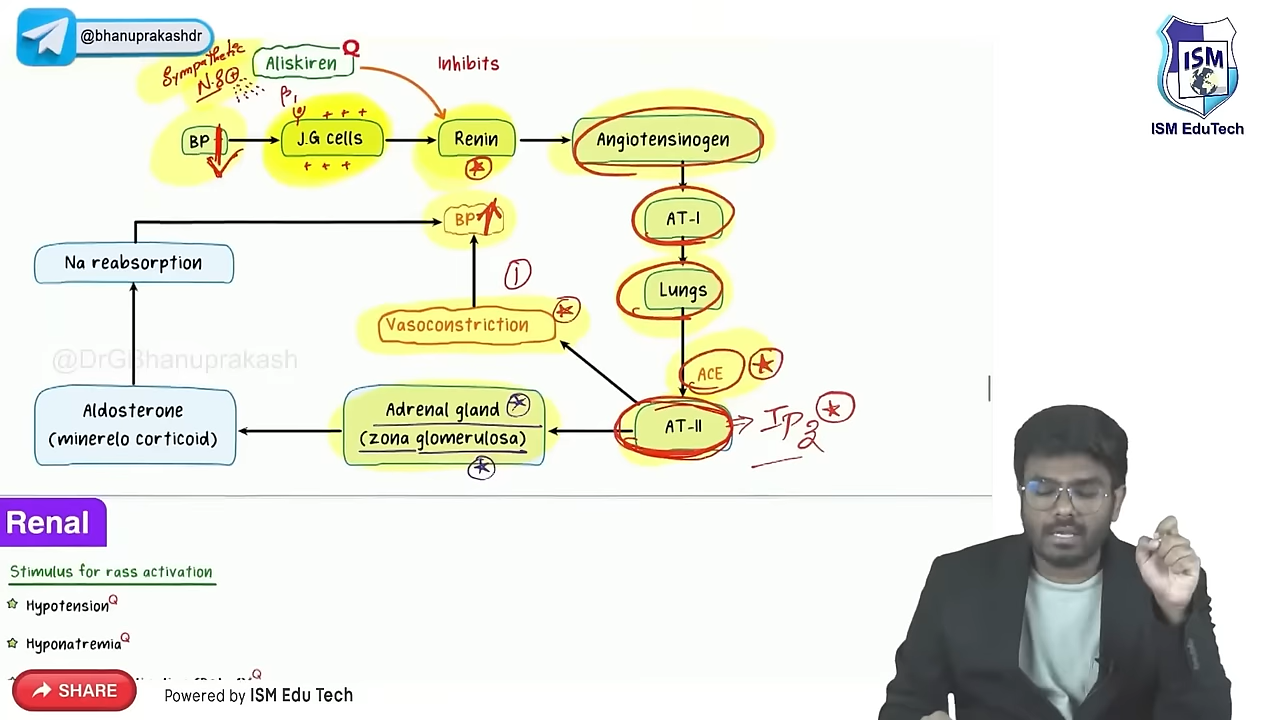 @bhanuprakashdr
Sympathetic
N.S ⊕
Aliskiren Q
Inhibits
β1
+ + +
BP
J.G cells
Renin
Angiotensinogen
+ + +
ISM
ISM EduTech
BP
AT-I
Na reabsorption
1
Lungs
Vasoconstriction
@DrGBhanuprakash
ACE
Aldosterone
(minerelo corticoid)
Adrenal gland
(zona glomerulosa)
AT-II
IP3
Renal
Stimulus for rass activation
Hypotension Q
Hyponatremia Q
Q
SHARE
Powered by ISM Edu Tech